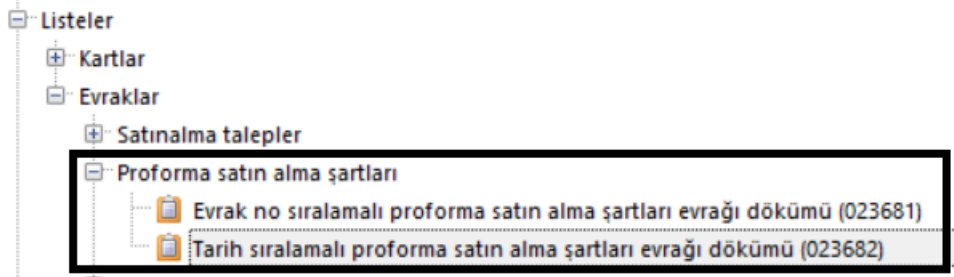 Listeler
Kartlar
Evraklar
Satınalma talepler
Proforma satın alma şartları
Evrak no sıralamalı proforma satın alma şartları evrağı dökümü (023681)
Tarih sıralamalı proforma satın alma şartları evrağı dökümü (023682)